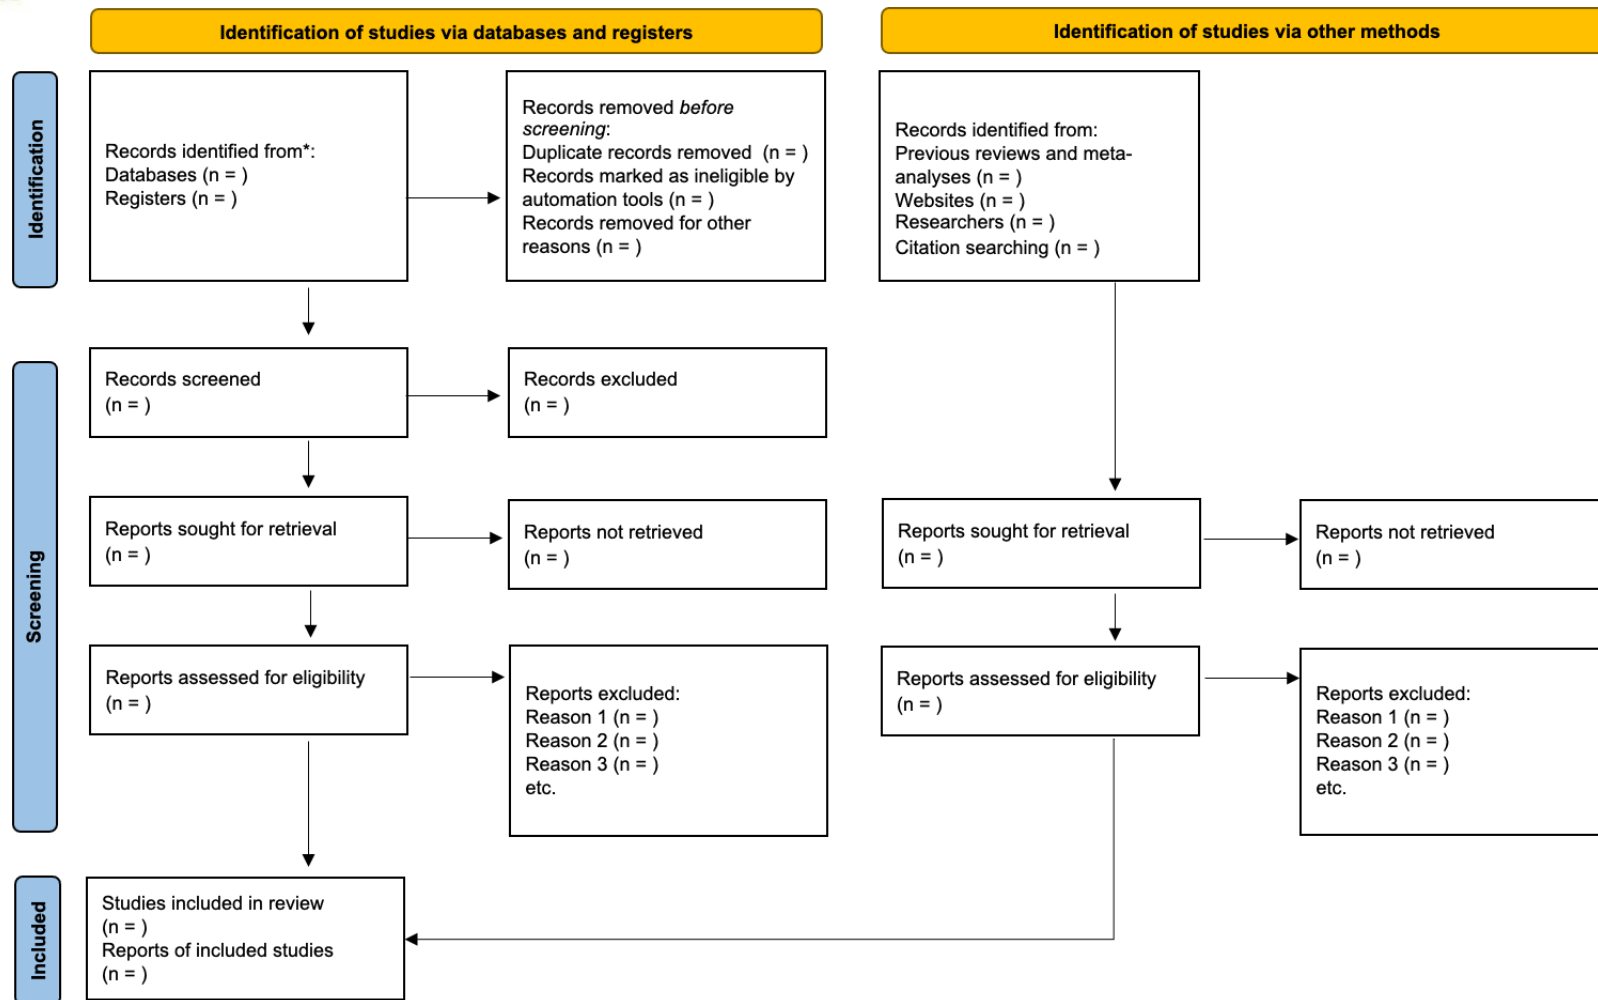 Identification of studies via databases and registers
Identification of studies via other methods
Identification
Records identified from*:
Databases (n = )
Registers (n = )
Records removed before
screening:
Duplicate records removed  (n = )
Records marked as ineligible by
automation tools (n = )
Records removed for other
reasons (n = )
Records identified from:
Previous reviews and meta-
analyses (n = )
Websites (n = )
Researchers (n = )
Citation searching (n = )
Screening
Records screened
(n = )
Records excluded
(n = )
Reports sought for retrieval
(n = )
Reports not retrieved
(n = )
Reports sought for retrieval
(n = )
Reports not retrieved
(n = )
Reports assessed for eligibility
(n = )
Reports excluded:
Reason 1 (n = )
Reason 2 (n = )
Reason 3 (n = )
etc.
Reports assessed for eligibility
(n = )
Reports excluded:
Reason 1 (n = )
Reason 2 (n = )
Reason 3 (n = )
etc.
Included
Studies included in review
(n = )
Reports of included studies
(n = )